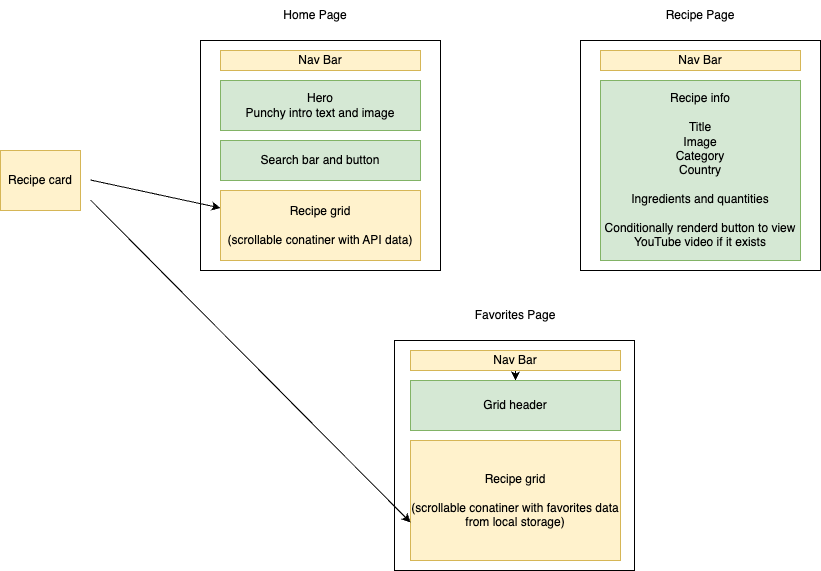 Home Page
Nav Bar
Hero
Punchy intro text and image
Search bar and button
Recipe grid
(scrollable conatiner with API data)
Recipe card
Recipe Page
Nav Bar
Recipe info
Title
Image
Category
Country
Ingredients and quantities
Conditionally renderd button to view
YouTube video if it exists
Favorites Page
Nav Bar
Grid header
Recipe grid
(scrollable conatiner with favorites data
from local storage)